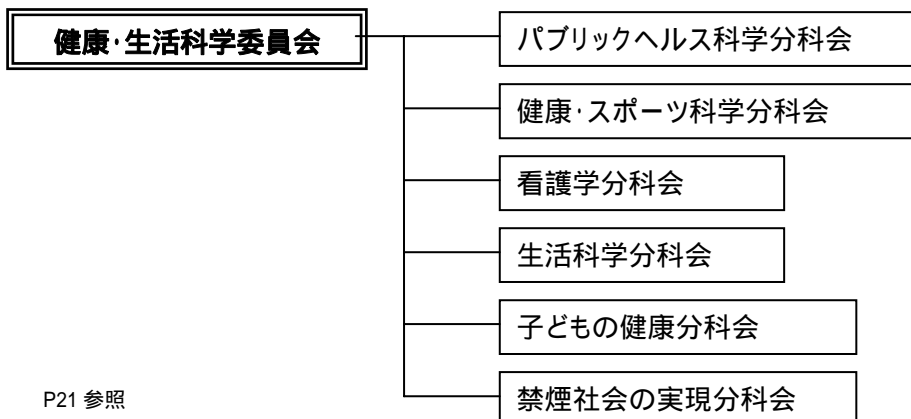 健康･生活科学委員会
パブリックヘルス科学分科会
健康･スポーツ科学分科会
看護学分科会
生活科学分科会
子どもの健康分科会
禁煙社会の実現分科会
P21 参照